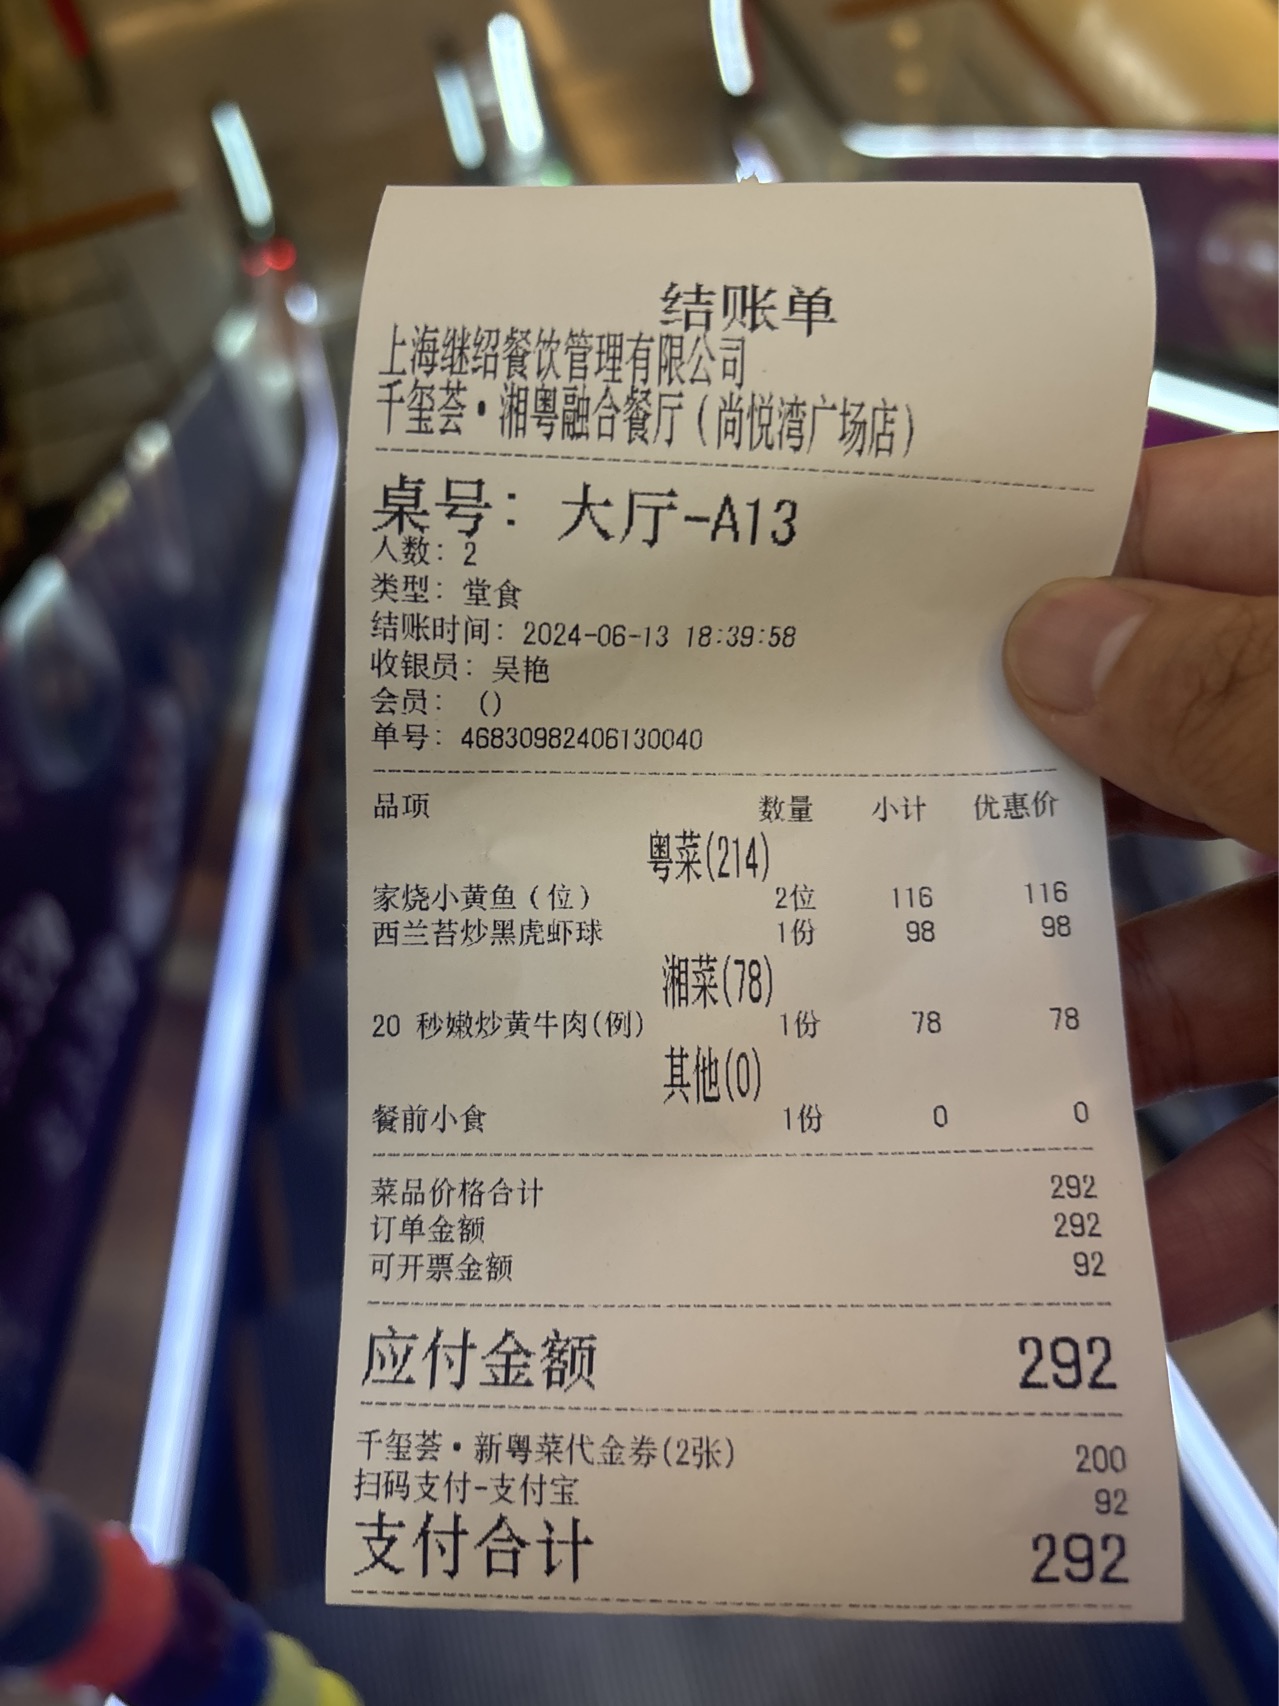 结账单
上海继绍餐饮管理有限公司
千玺荟·湘粤融合餐厅(尚悦湾广场店)
桌号: 大厅-A13
人数: 2
类型: 堂食
结账时间: 2024-06-13 18:39:58
收银员: 吴艳
会员: ()
单号: 46830982406130040
品项 数量 小计 优惠价
粤菜(214)
家烧小黄鱼(位) 2位 116 116
西兰苔炒黑虎虾球 1份 98 98
湘菜(78)
20 秒嫩炒黄牛肉(例) 1份 78 78
其他(0)
餐前小食 1份 0 0
菜品价格合计 292
订单金额 292
可开票金额 92
应付金额 292
千玺荟·新粤菜代金券(2张) 200
扫码支付-支付宝 92
支付合计 292